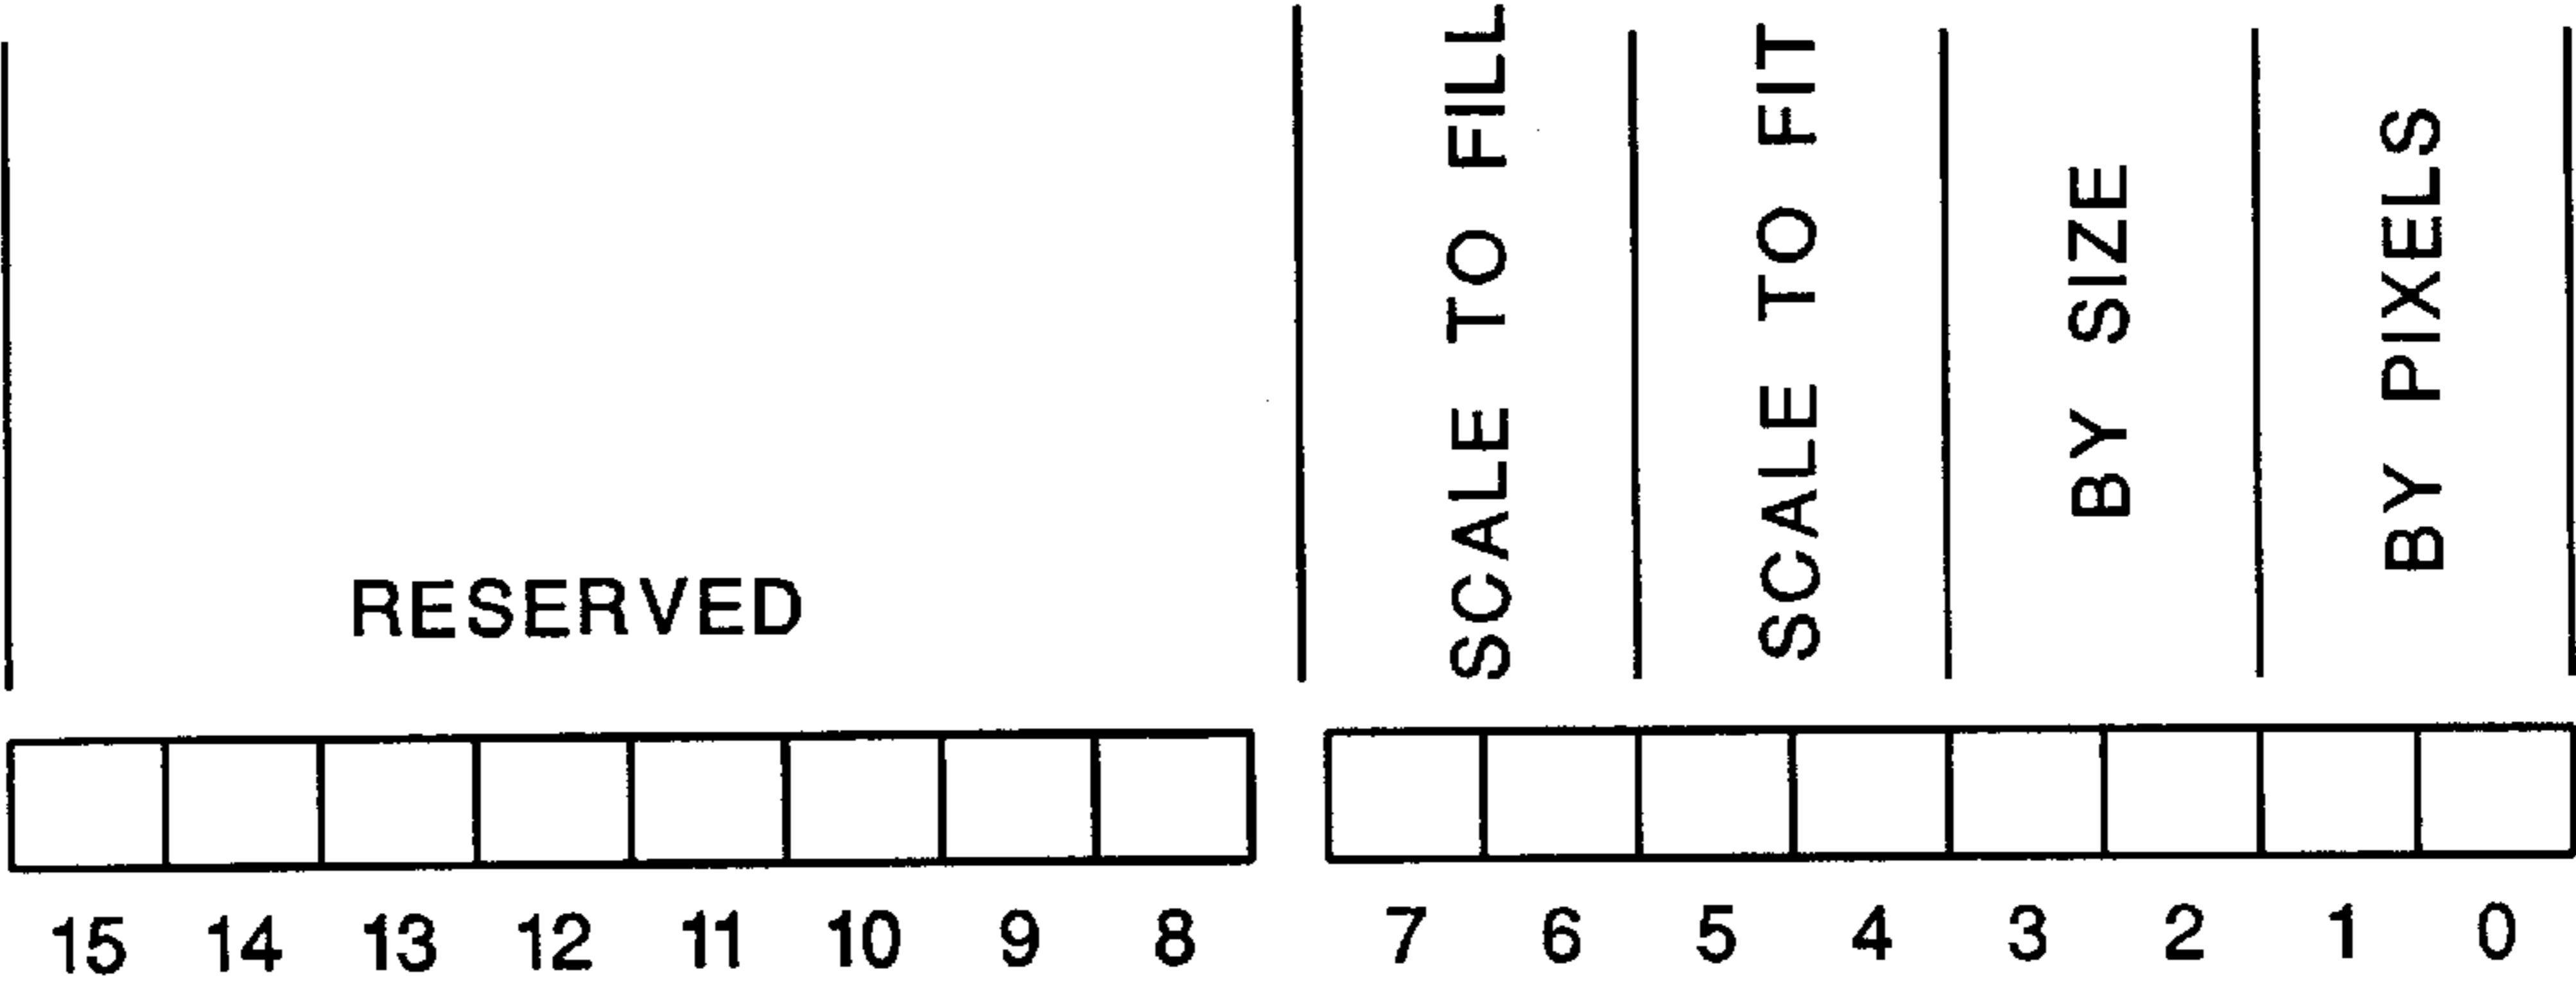 RESERVED
SCALE TO FILL
SCALE TO FIT
BY SIZE
BY PIXELS
15 14 13 12 11 10 9 8 7 6 5 4 3 2 1 0